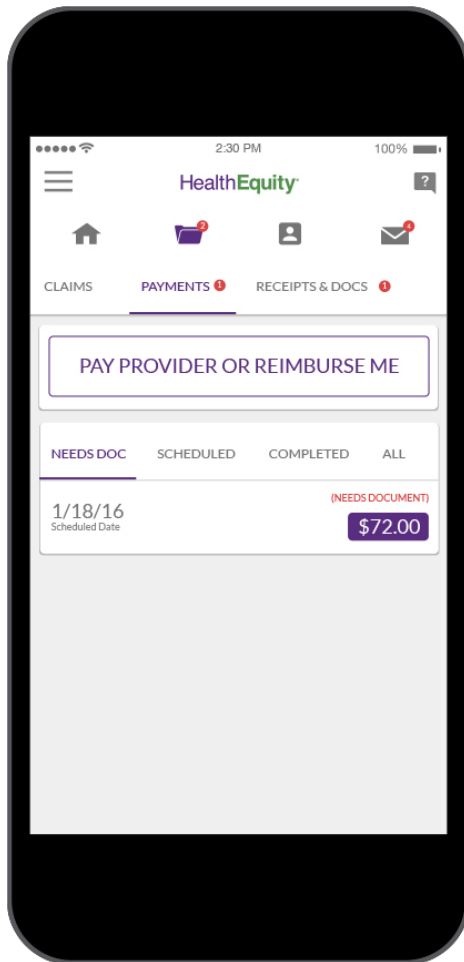 2:30 PM 100%
HealthEquity
?
2 4
CLAIMS PAYMENTS 1 RECEIPTS & DOCS 1
PAY PROVIDER OR REIMBURSE ME
NEEDS DOC SCHEDULED COMPLETED ALL
(NEEDS DOCUMENT)
1/18/16 $72.00
Scheduled Date